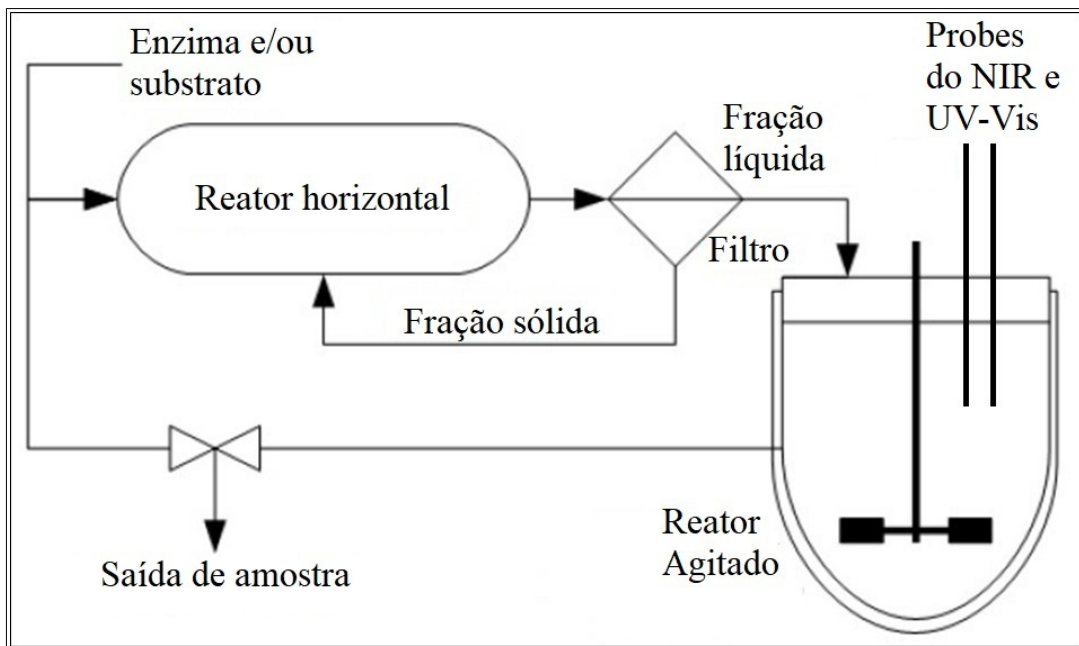 Enzima e/ou
substrato
Probes
do NIR e
UV-Vis
Fração
líquida
Reator horizontal
Filtro
Fração sólida
Reator
Agitado
Saída de amostra